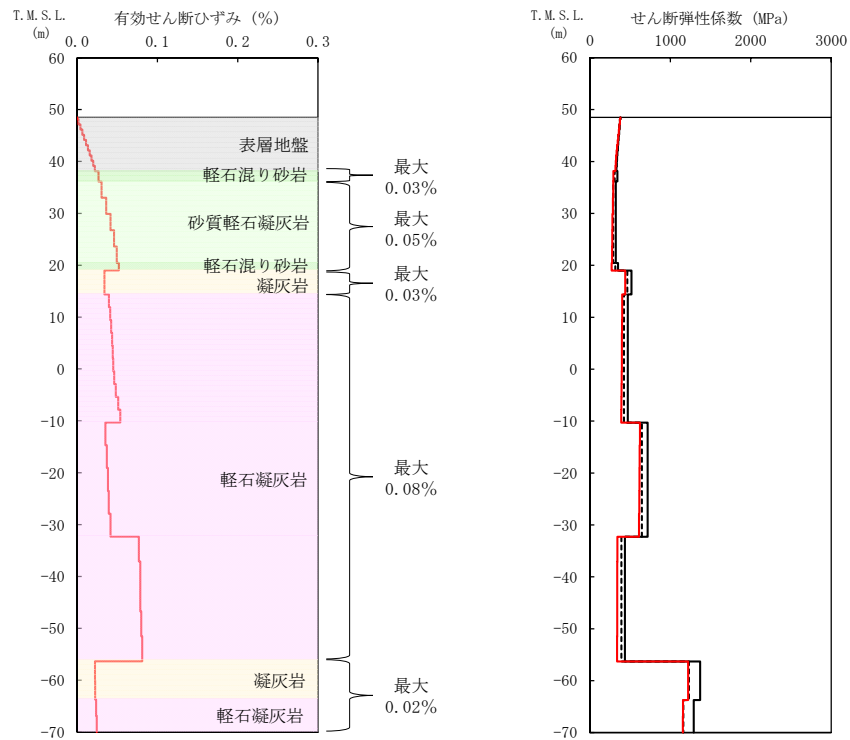 T.M.S.L.
(m)
有効せん断ひずみ (%)
0.0 0.1 0.2 0.3
60
50
40
30
20
10
0
-10
-20
-30
-40
-50
-60
-70
表層地盤
軽石混り砂岩
砂質軽石凝灰岩
軽石混り砂岩
凝灰岩
軽石凝灰岩
凝灰岩
軽石凝灰岩
最大
0.03%
最大
0.05%
最大
0.03%
最大
0.08%
最大
0.02%
T.M.S.L.
(m)
せん断弾性係数 (MPa)
0 1000 2000 3000
60
50
40
30
20
10
0
-10
-20
-30
-40
-50
-60
-70